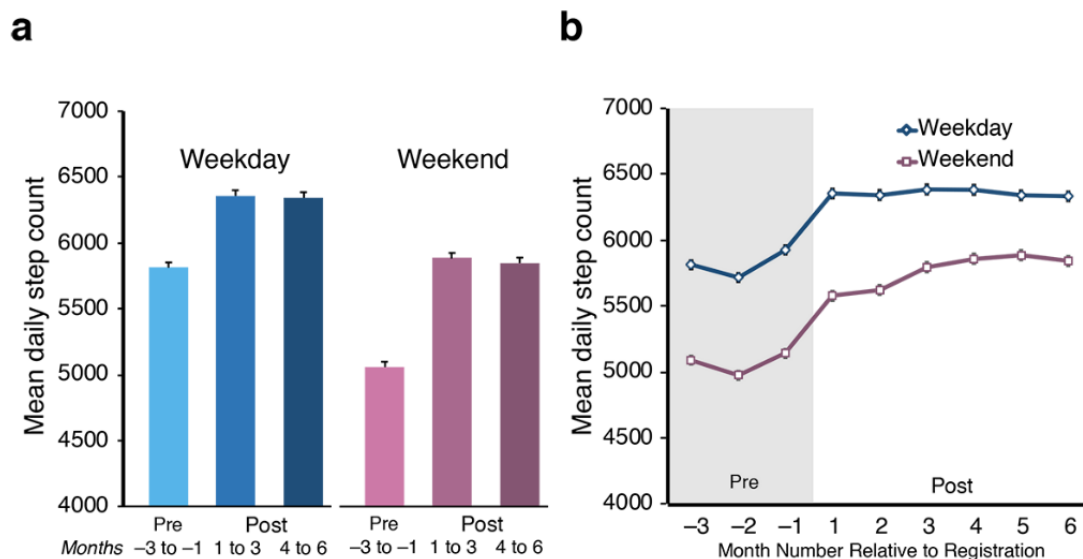 a
7000
6500
6000
5500
5000
4500
4000
Mean daily step count
Weekday
Weekend
Pre
Post
Pre
Post
Months −3 to −1 1 to 3 4 to 6 −3 to −1 1 to 3 4 to 6
b
7000
6500
6000
5500
5000
4500
4000
Mean daily step count
Weekday
Weekend
Pre
Post
−3 −2 −1 1 2 3 4 5 6
Month Number Relative to Registration